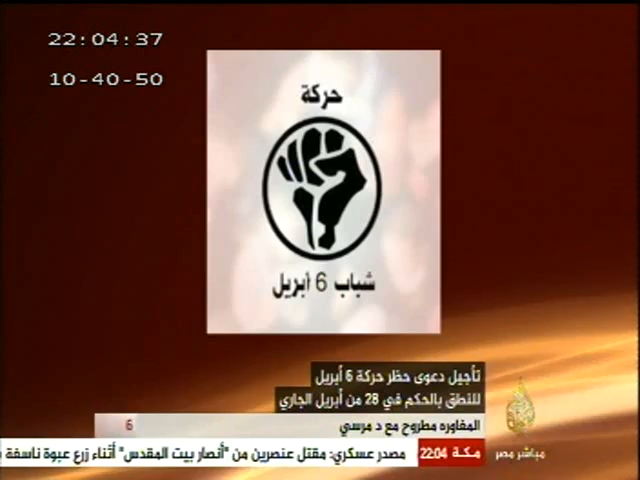 22:04:37
10-40-50
حركة
شباب 6 أبريل
تأجيل دعوى حظر حركة 6 أبريل
للنطق بالحكم في 28 من أبريل الجاري
المغاوره مطروح مع د مرسي
6
مباشر مصر
مكة 22:04
مصدر عسكري: مقتل عنصرين من "أنصار بيت المقدس" أثناء زرع عبوة ناسفة